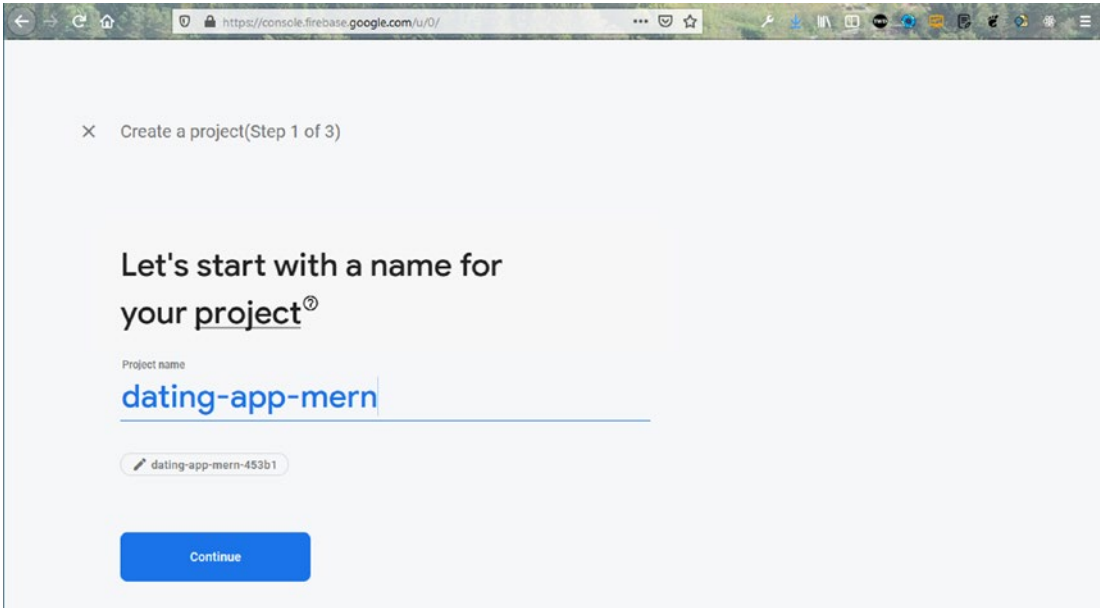 https://console.firebase.google.com/u/0/
Create a project(Step 1 of 3)
Let's start with a name for
your project
Project name
dating-app-mern
dating-app-mern-453b1
Continue